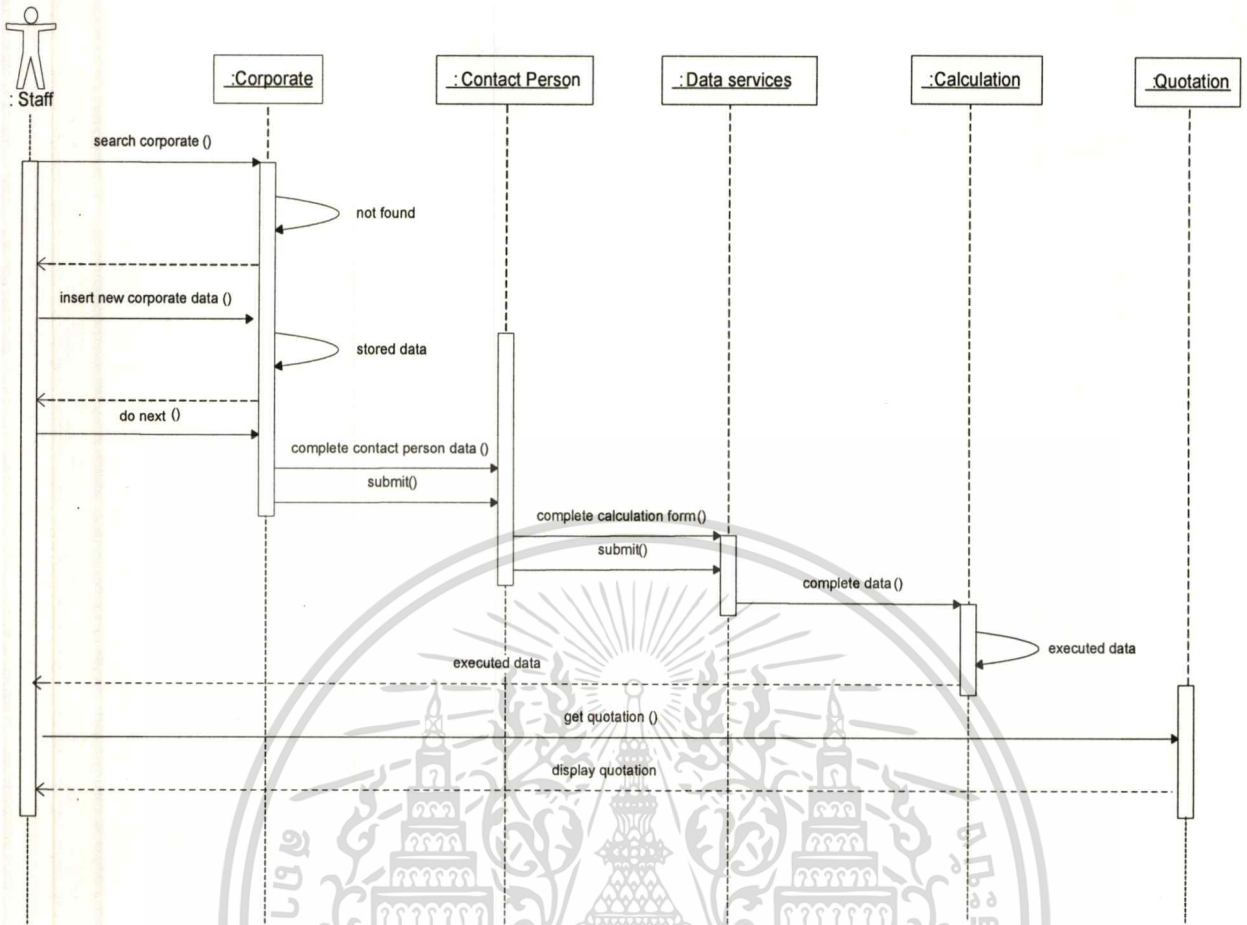 : Staff
:Corporate
: Contact Person
: Data services
:Calculation
:Quotation
search corporate ()
not found
insert new corporate data ()
stored data
do next ()
complete contact person data ()
submit()
complete calculation form()
submit()
complete data ()
executed data
executed data
get quotation ()
display quotation